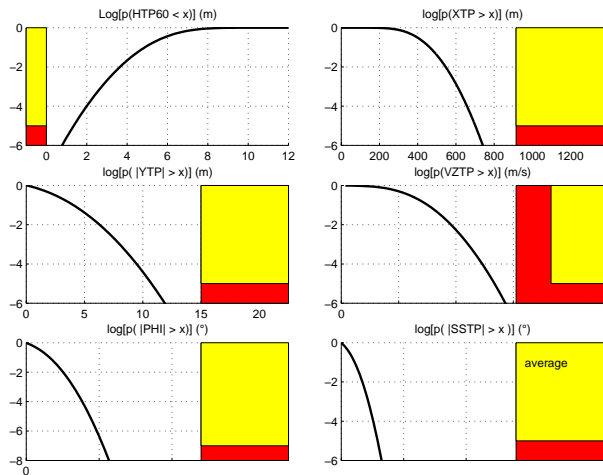 Log[p(HTP60 < x)] (m)
0
-2
-4
-6
0 2 4 6 8 10 12
log[p(XTP > x)] (m)
0
-2
-4
-6
0 200 400 600 800 1000 1200
log[p( |YTP| > x)] (m)
0
-2
-4
-6
0 5 10 15 20
log[p(VZTP > x)] (m/s)
0
-2
-4
-6
0
log[p( |PHI| > x)] (°)
0
-2
-4
-6
-8
0
log[p( |SSTP| > x )] (°)
0
-2
-4
-6
average